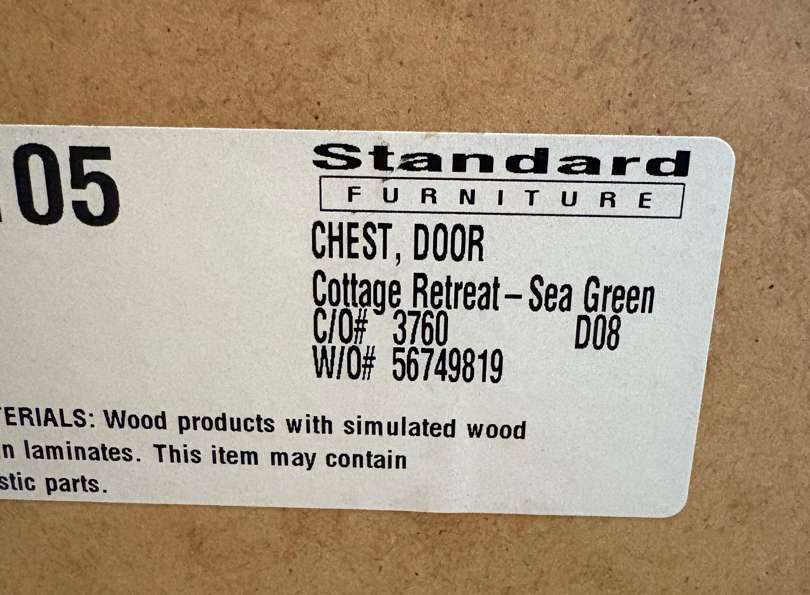 105
Standard
FURNITURE
CHEST, DOOR
Cottage Retreat – Sea Green
C/O# 3760 D08
W/O# 56749819
TERIALS: Wood products with simulated wood
n laminates. This item may contain
stic parts.